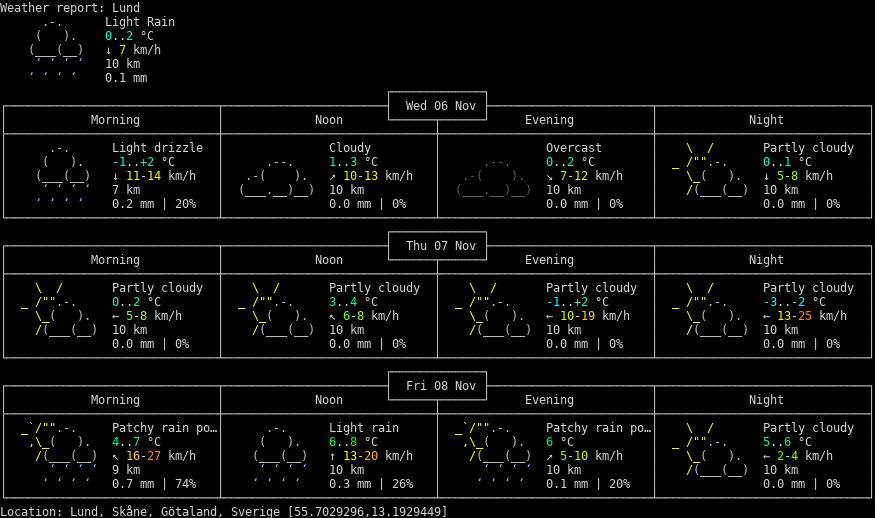 Weather report: Lund
Light Rain
0..2 °C
↓ 7 km/h
10 km
0.1 mm
Wed 06 Nov
Morning Noon Evening Night
Light drizzle Cloudy Overcast Partly cloudy
-1..+2 °C 1..3 °C 0..2 °C 0..1 °C
↓ 11-14 km/h ↗ 10-13 km/h ↘ 7-12 km/h ↓ 5-8 km/h
7 km 10 km 10 km 10 km
0.2 mm | 20% 0.0 mm | 0% 0.0 mm | 0% 0.0 mm | 0%
Thu 07 Nov
Morning Noon Evening Night
Partly cloudy Partly cloudy Partly cloudy Partly cloudy
0..2 °C 3..4 °C -1..+2 °C -3..-2 °C
← 5-8 km/h ↖ 6-8 km/h ← 10-19 km/h ← 13-25 km/h
10 km 10 km 10 km 10 km
0.0 mm | 0% 0.0 mm | 0% 0.0 mm | 0% 0.0 mm | 0%
Fri 08 Nov
Morning Noon Evening Night
Patchy rain po… Light rain Patchy rain po… Partly cloudy
4..7 °C 6..8 °C 6 °C 5..6 °C
↖ 16-27 km/h ↑ 13-20 km/h ↗ 5-10 km/h ← 2-4 km/h
9 km 10 km 10 km 10 km
0.7 mm | 74% 0.3 mm | 26% 0.1 mm | 20% 0.0 mm | 0%
Location: Lund, Skåne, Götaland, Sverige [55.7029296,13.1929449]